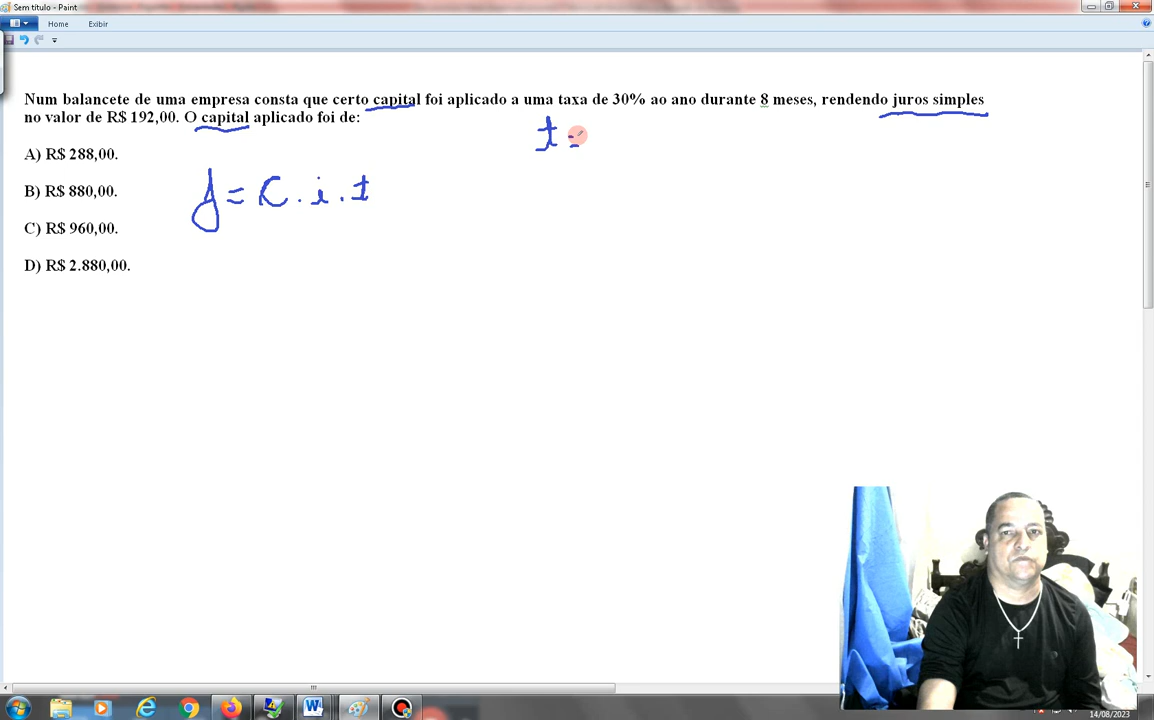 Sem título - Paint
Home Exibir
Num balancete de uma empresa consta que certo capital foi aplicado a uma taxa de 30% ao ano durante 8 meses, rendendo juros simples
no valor de R$ 192,00. O capital aplicado foi de:
t =
A) R$ 288,00.
J = C . i . t
B) R$ 880,00.
C) R$ 960,00.
D) R$ 2.880,00.
14/08/2023